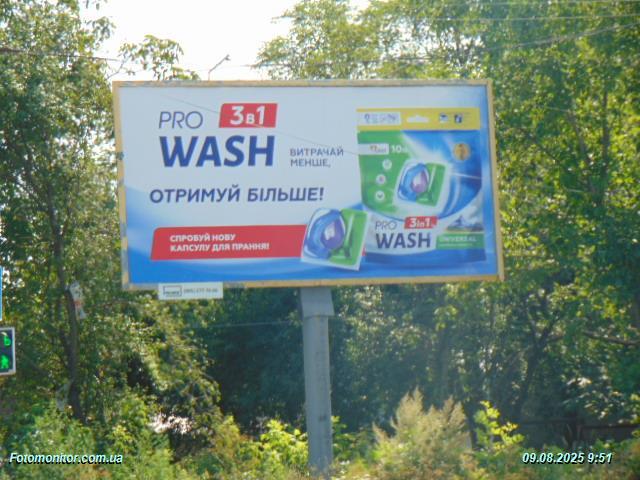 PRO 3в1
WASH
ВИТРАЧАЙ
МЕНШЕ,
ОТРИМУЙ БІЛЬШЕ!
СПРОБУЙ НОВУ
КАПСУЛУ ДЛЯ ПРАННЯ!
PRO 3in1
WASH
UNIVERSAL
Fotomonitor.com.ua
09.08.2025 9:51